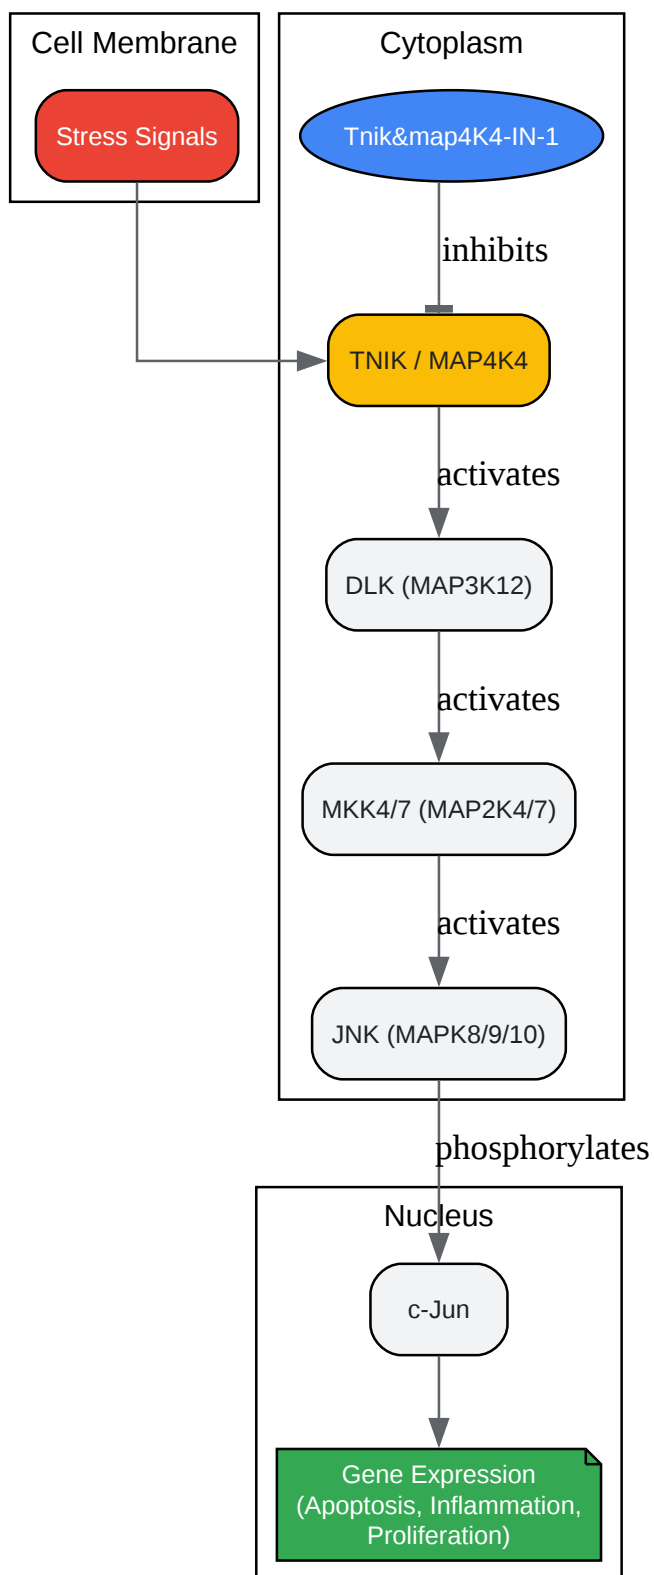 Cell Membrane
Cytoplasm
Stress Signals
Tnik&map4K4-IN-1
inhibits
TNIK / MAP4K4
activates
DLK (MAP3K12)
activates
MKK4/7 (MAP2K4/7)
activates
JNK (MAPK8/9/10)
phosphorylates
Nucleus
c-Jun
Gene Expression
(Apoptosis, Inflammation,
Proliferation)